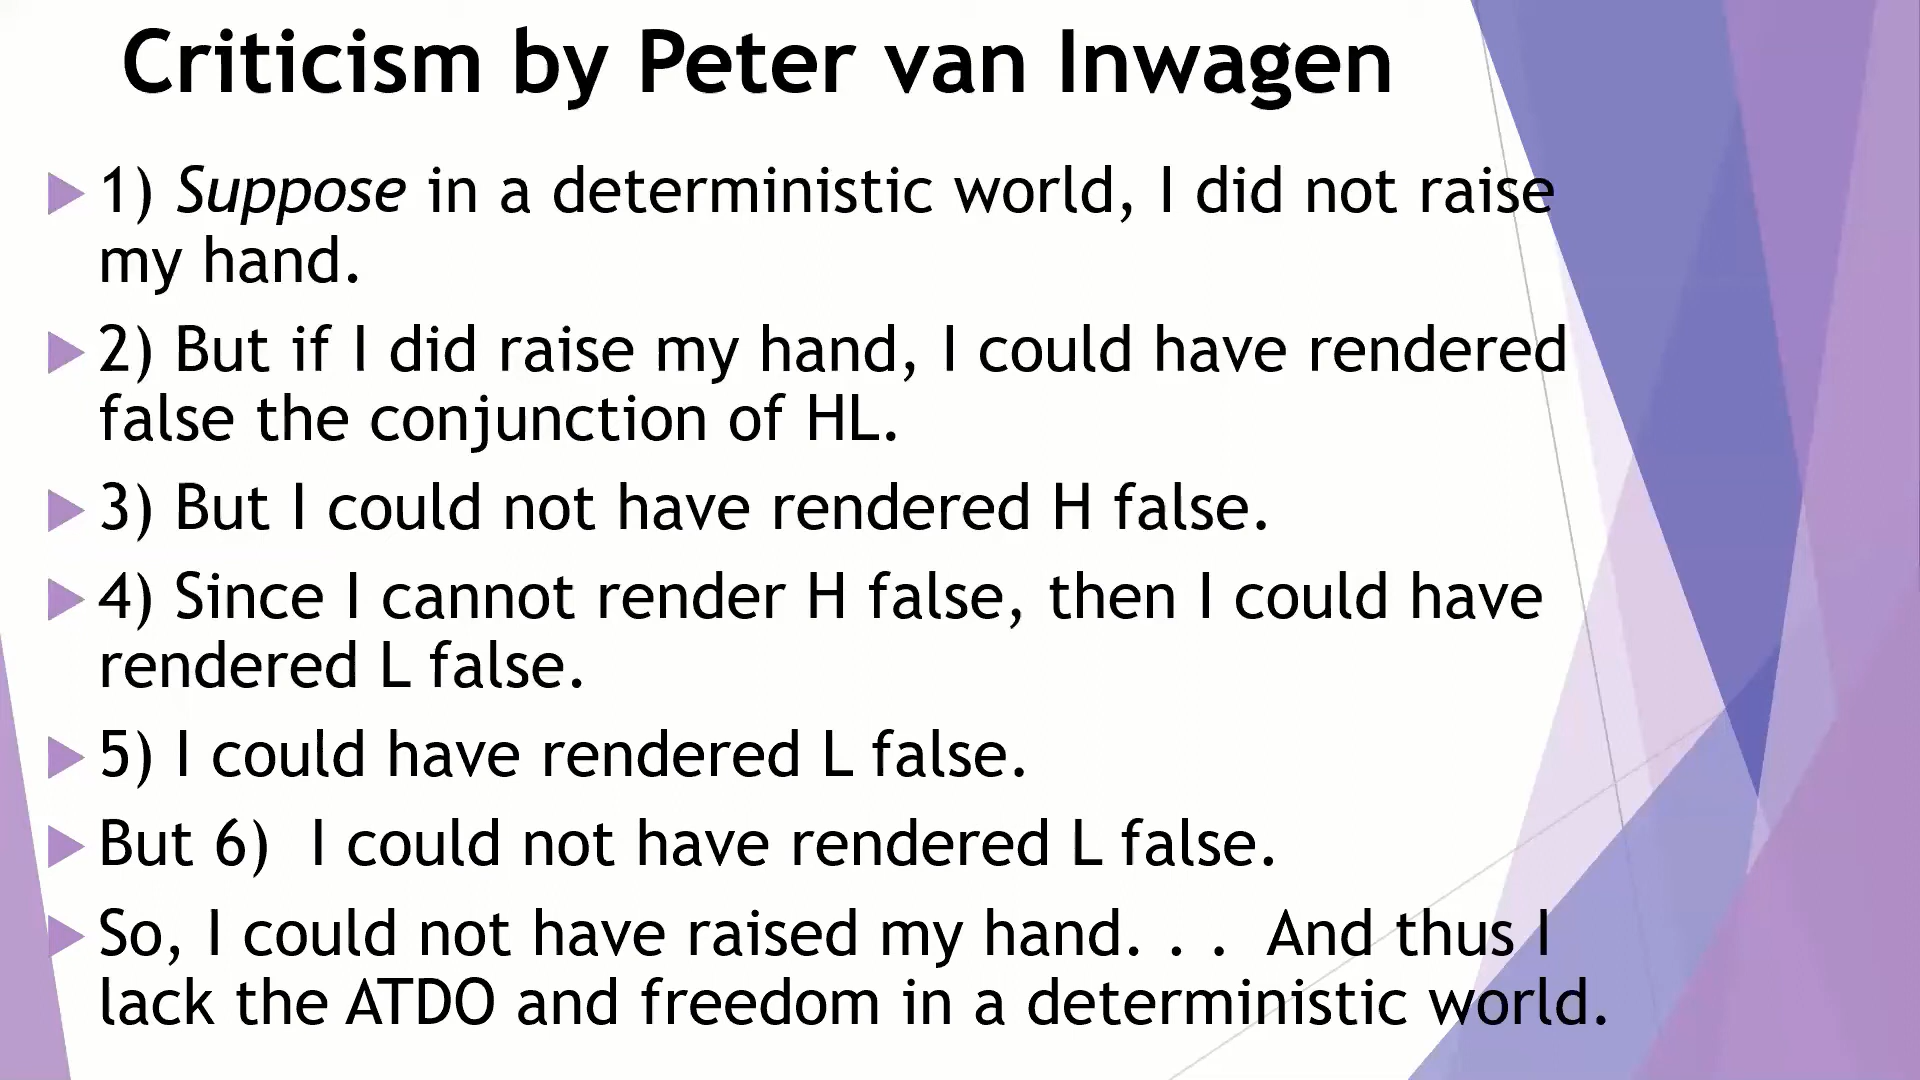 Criticism by Peter van Inwagen
1) Suppose in a deterministic world, I did not raise
my hand.
2) But if I did raise my hand, I could have rendered
false the conjunction of HL.
3) But I could not have rendered H false.
4) Since I cannot render H false, then I could have
rendered L false.
5) I could have rendered L false.
But 6)  I could not have rendered L false.
So, I could not have raised my hand. . .  And thus I
lack the ATDO and freedom in a deterministic world.